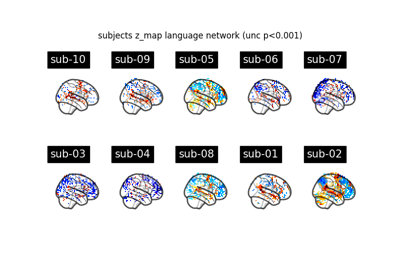 subjects z_map language network (unc p<0.001)
sub-10 sub-09 sub-05 sub-06 sub-07
sub-03 sub-04 sub-08 sub-01 sub-02